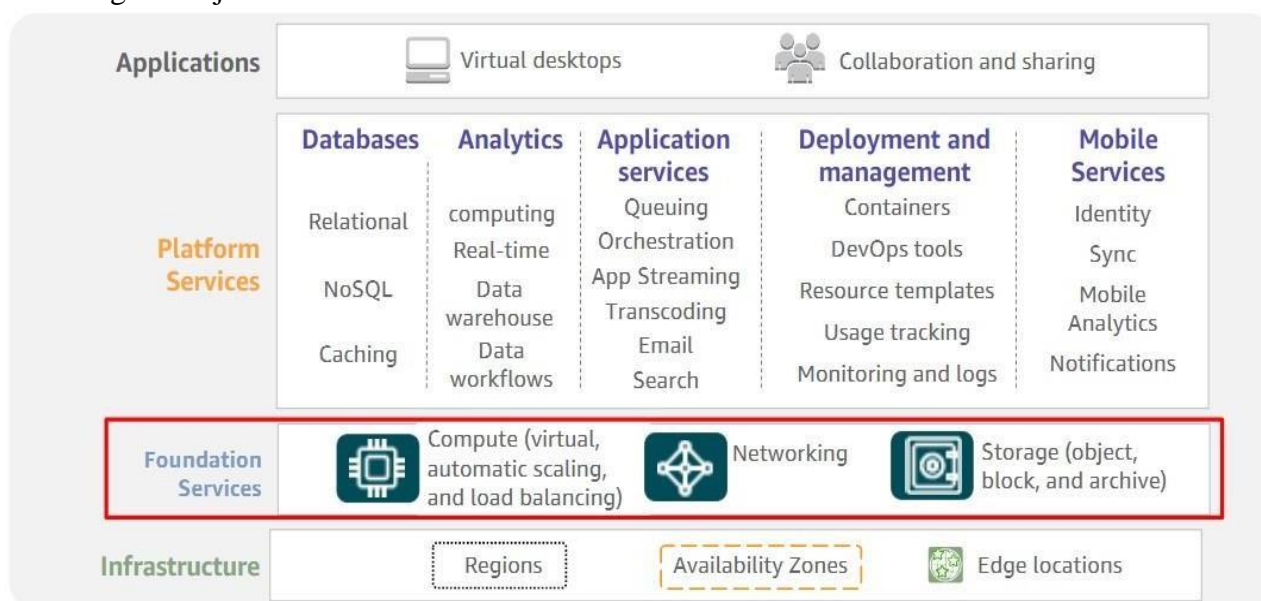 Applications
Virtual desktops
Collaboration and sharing
Platform
Services
Databases
Relational
NoSQL
Caching
Analytics
computing
Real-time
Data
warehouse
Data
workflows
Application
services
Queuing
Orchestration
App Streaming
Transcoding
Email
Search
Deployment and
management
Containers
DevOps tools
Resource templates
Usage tracking
Monitoring and logs
Mobile
Services
Identity
Sync
Mobile
Analytics
Notifications
Foundation
Services
Compute (virtual,
automatic scaling,
and load balancing)
Networking
Storage (object,
block, and archive)
Infrastructure
Regions
Availability Zones
Edge locations